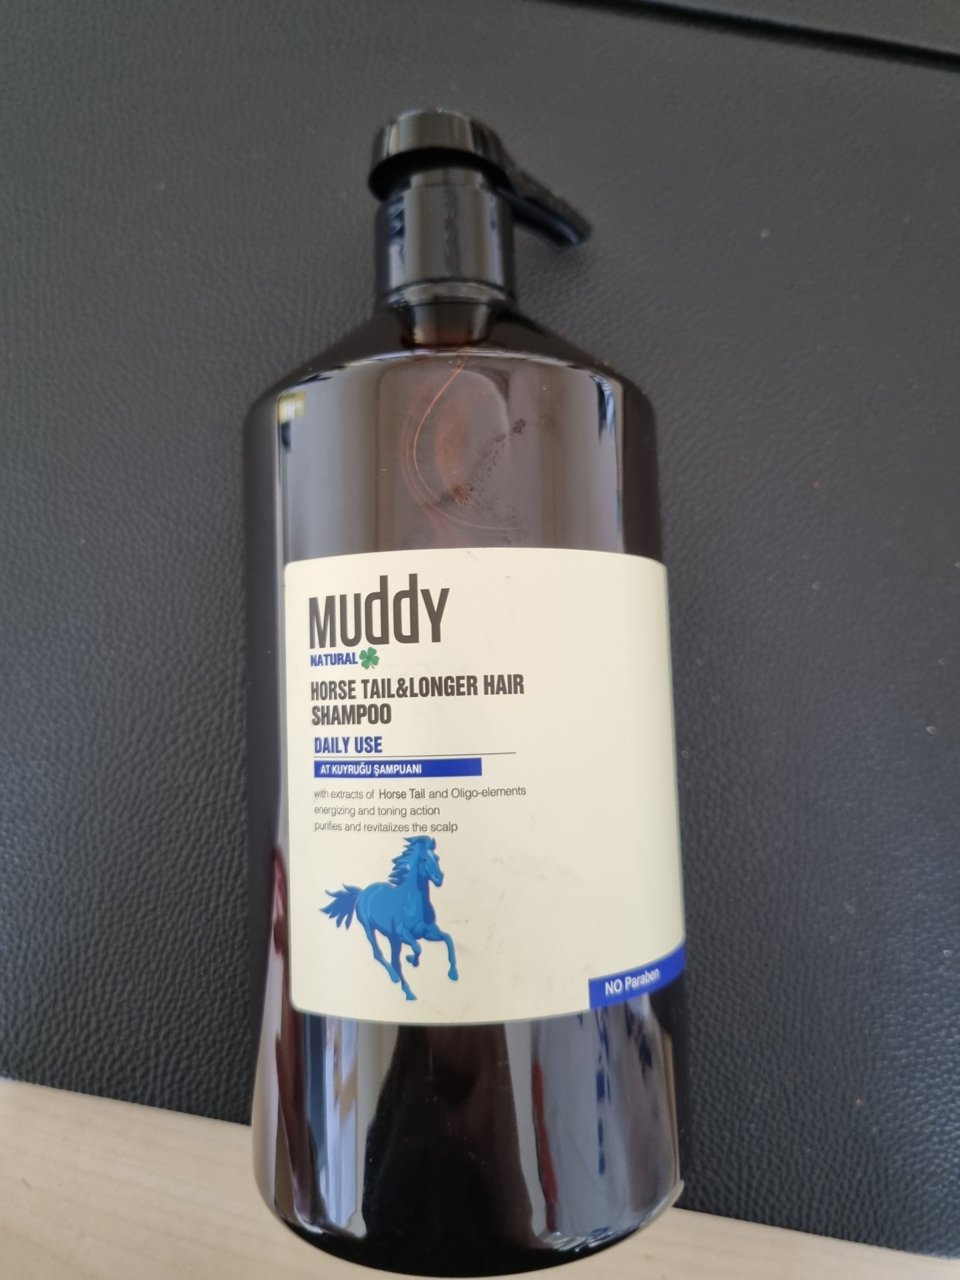 Muddy
NATURAL
HORSE TAIL&LONGER HAIR
SHAMPOO
DAILY USE
AT KUYRUĞU ŞAMPUANI
with extracts of Horse Tail and Oligo-elements
energizing and toning action
purifies and revitalizes the scalp
NO Paraben